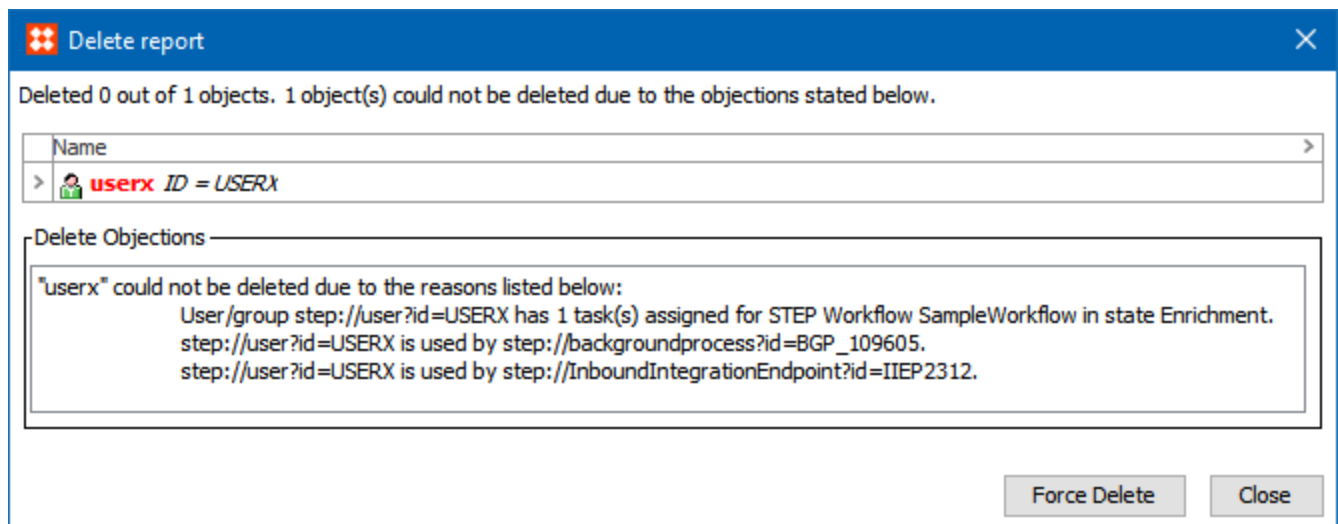 Delete report
Deleted 0 out of 1 objects. 1 object(s) could not be deleted due to the objections stated below.
Name
userx ID = USERX
Delete Objections
"userx" could not be deleted due to the reasons listed below:
User/group step://user?id=USERX has 1 task(s) assigned for STEP Workflow SampleWorkflow in state Enrichment.
step://user?id=USERX is used by step://backgroundprocess?id=BGP_109605.
step://user?id=USERX is used by step://InboundIntegrationEndpoint?id=IIEP2312.
Force Delete
Close